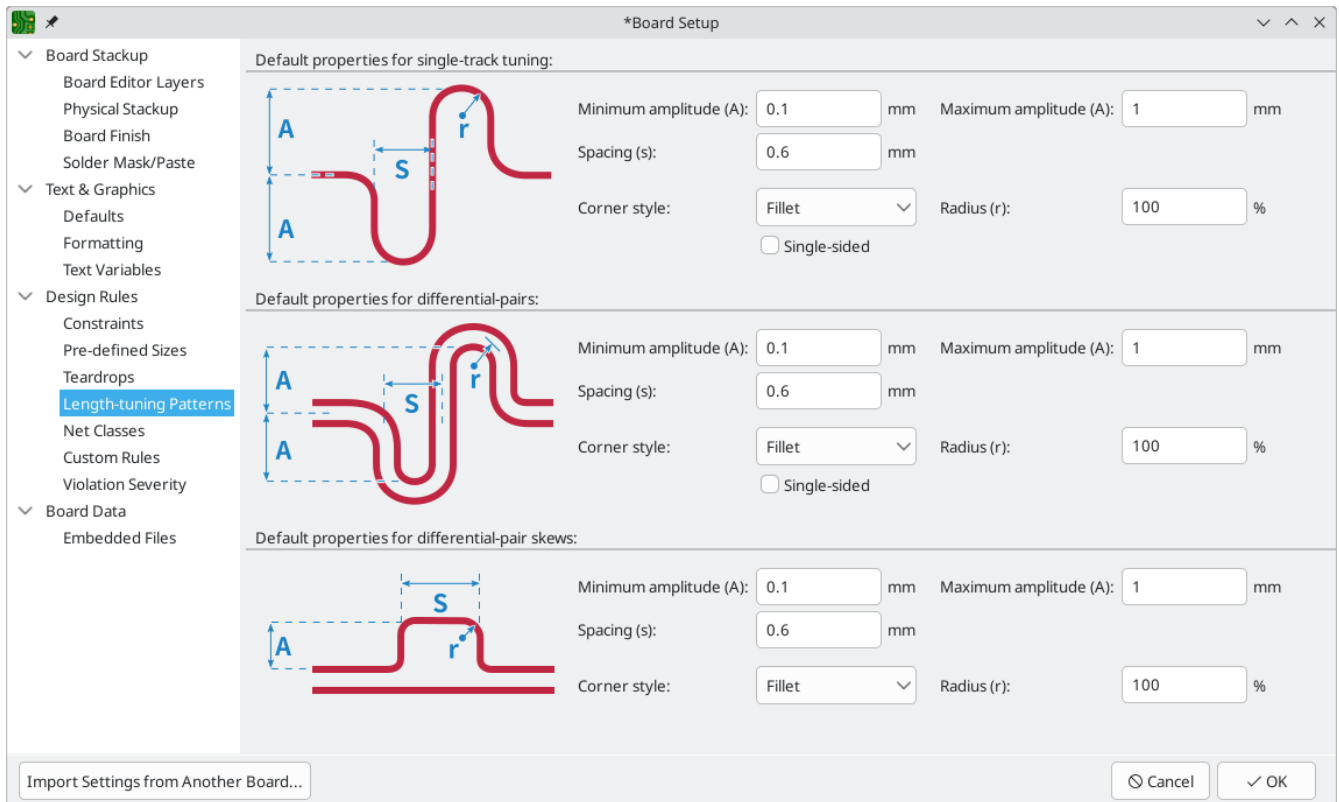 *Board Setup
Board Stackup
Board Editor Layers
Physical Stackup
Board Finish
Solder Mask/Paste
Text & Graphics
Defaults
Formatting
Text Variables
Design Rules
Constraints
Pre-defined Sizes
Teardrops
Length-tuning Patterns
Net Classes
Custom Rules
Violation Severity
Board Data
Embedded Files
Default properties for single-track tuning:
A
r
S
A
Minimum amplitude (A): 0.1 mm Maximum amplitude (A): 1 mm
Spacing (s): 0.6 mm
Corner style: Fillet Radius (r): 100 %
Single-sided
Default properties for differential-pairs:
A
r
S
A
Minimum amplitude (A): 0.1 mm Maximum amplitude (A): 1 mm
Spacing (s): 0.6 mm
Corner style: Fillet Radius (r): 100 %
Single-sided
Default properties for differential-pair skews:
S
A
r
Minimum amplitude (A): 0.1 mm Maximum amplitude (A): 1 mm
Spacing (s): 0.6 mm
Corner style: Fillet Radius (r): 100 %
Import Settings from Another Board... Cancel OK